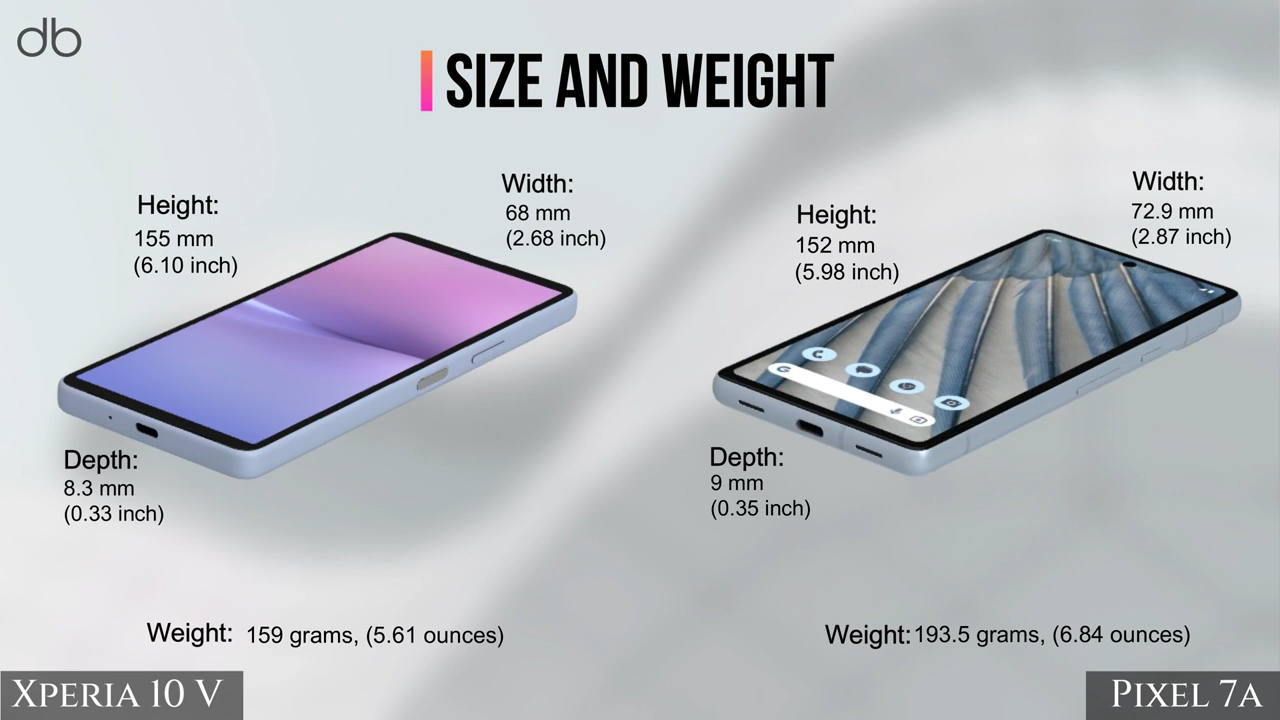 db
SIZE AND WEIGHT
Height:
155 mm
(6.10 inch)
Width:
68 mm
(2.68 inch)
Depth:
8.3 mm
(0.33 inch)
Weight: 159 grams, (5.61 ounces)
XPERIA 10 V
Height:
152 mm
(5.98 inch)
Width:
72.9 mm
(2.87 inch)
Depth:
9 mm
(0.35 inch)
Weight: 193.5 grams, (6.84 ounces)
PIXEL 7A